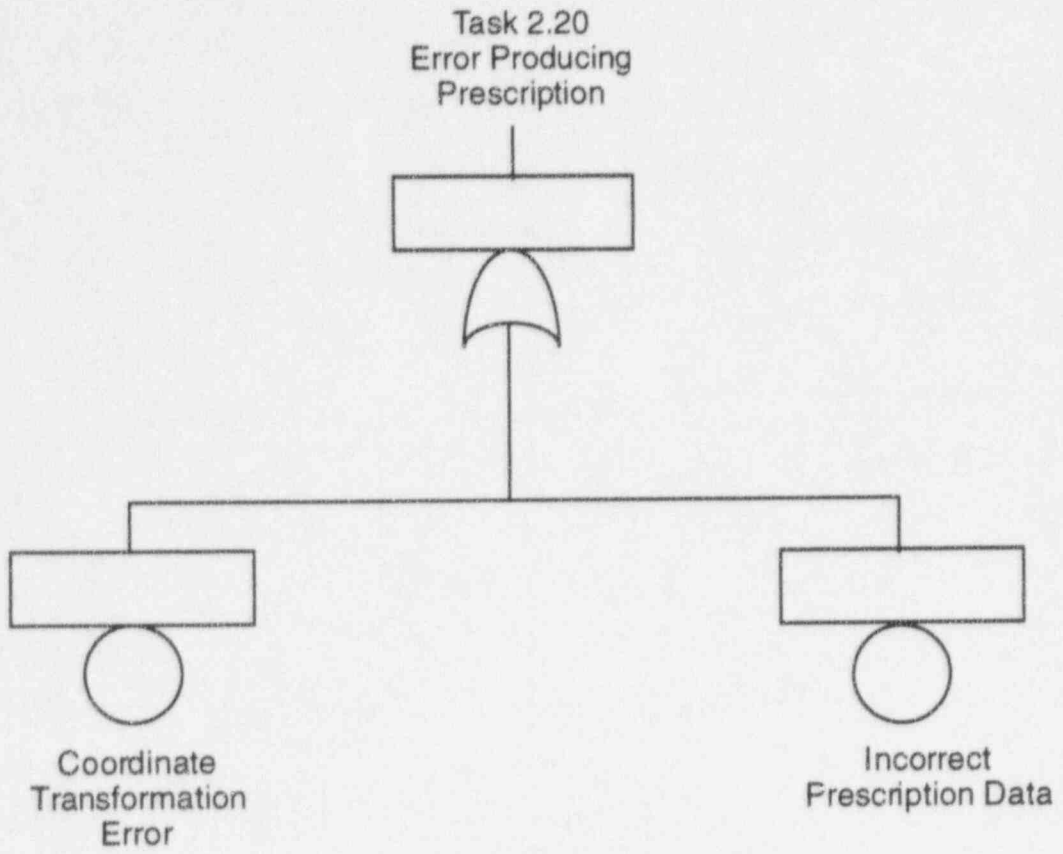 Task 2.20
Error Producing
Prescription
Coordinate
Transformation
Error
Incorrect
Prescription Data